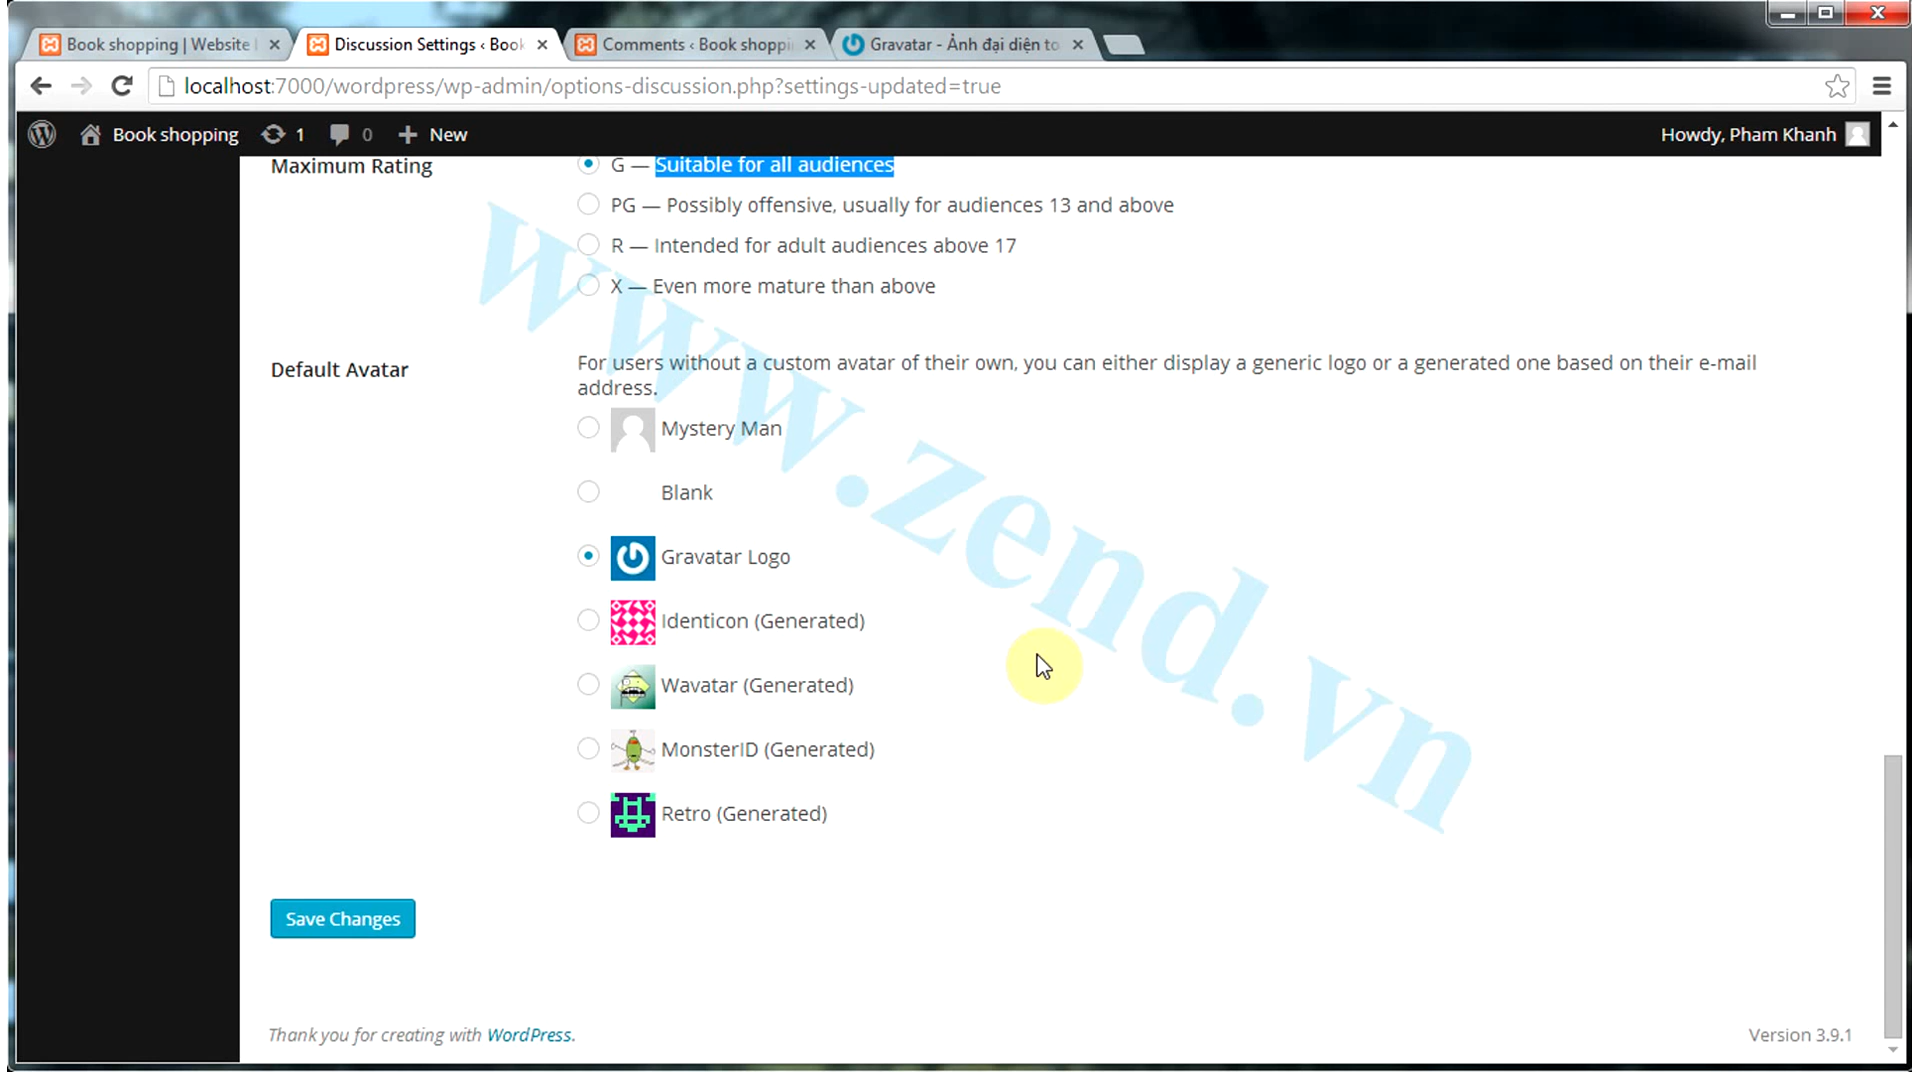 Book shopping | Website
Discussion Settings ‹ Book
Comments ‹ Book shoppi
Gravatar - Ảnh đại diện to
localhost:7000/wordpress/wp-admin/options-discussion.php?settings-updated=true
Book shopping
1
0
New
Howdy, Pham Khanh
Maximum Rating
G — Suitable for all audiences
PG — Possibly offensive, usually for audiences 13 and above
R — Intended for adult audiences above 17
X — Even more mature than above
Default Avatar
For users without a custom avatar of their own, you can either display a generic logo or a generated one based on their e-mail
address.
Mystery Man
Blank
Gravatar Logo
Identicon (Generated)
Wavatar (Generated)
MonsterID (Generated)
Retro (Generated)
www.zend.vn
Save Changes
Thank you for creating with WordPress.
Version 3.9.1